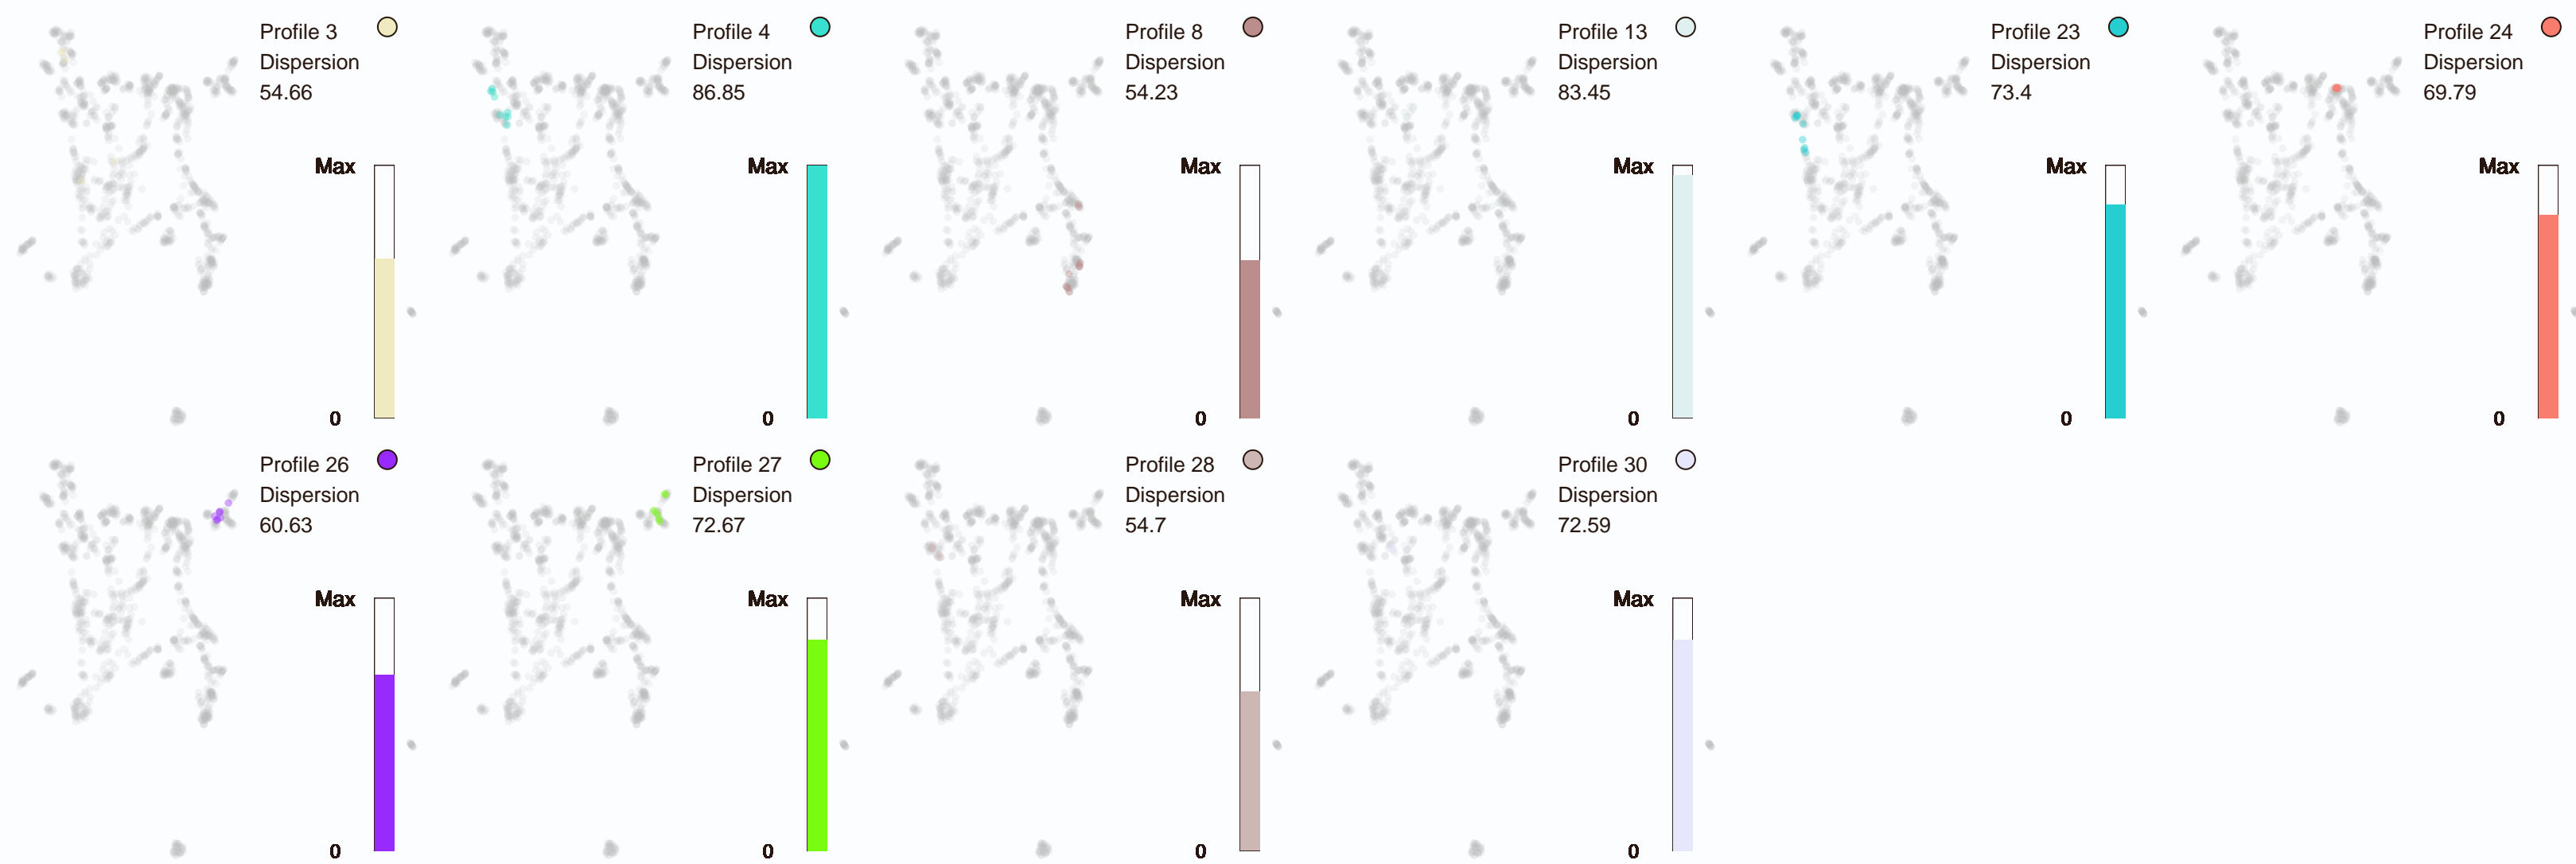 Profile 3
Dispersion
54.66
Max
0
Profile 4
Dispersion
86.85
Max
0
Profile 8
Dispersion
54.23
Max
0
Profile 13
Dispersion
83.45
Max
0
Profile 23
Dispersion
73.4
Max
0
Profile 24
Dispersion
69.79
Max
0
Profile 26
Dispersion
60.63
Max
0
Profile 27
Dispersion
72.67
Max
0
Profile 28
Dispersion
54.7
Max
0
Profile 30
Dispersion
72.59
Max
0